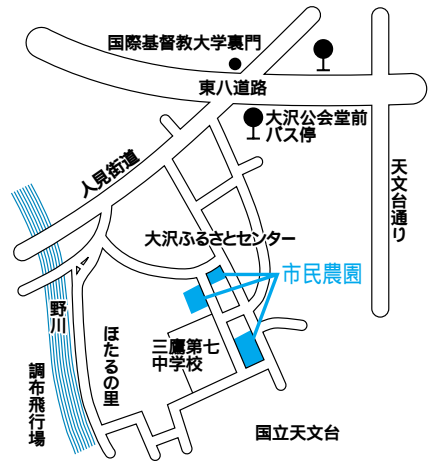 国際基督教大学裏門
東八道路
大沢公会堂前
バス停
人見街道
天文台通り
大沢ふるさとセンター
市民農園
野川
ほたるの里
三鷹第七
中学校
調布飛行場
国立天文台